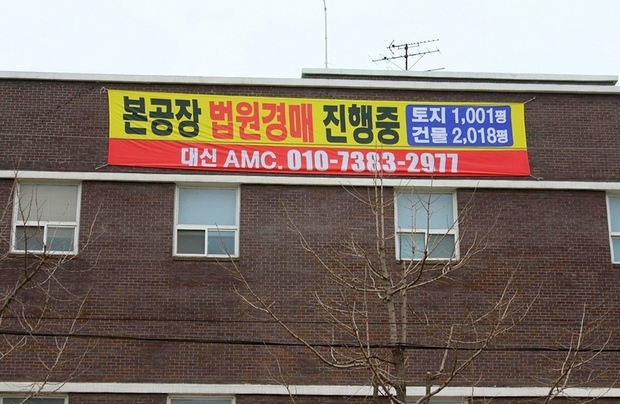 본공장 법원경매 진행중
토지 1,001평
건물 2,018평
대신 AMC. 010-7383-2977